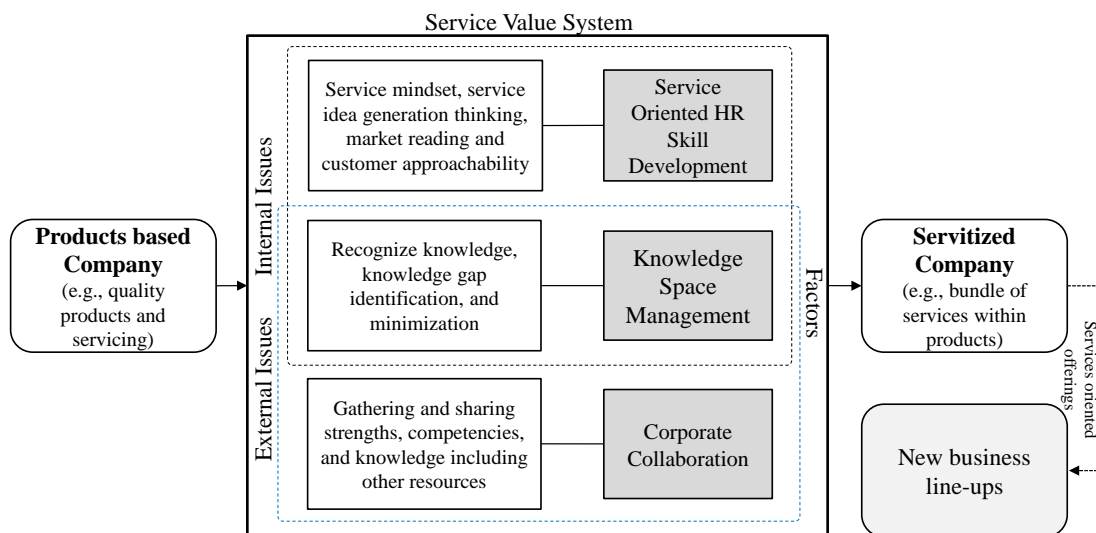 Service Value System
Products based
Company
(e.g., quality
products and
servicing)
Internal Issues
External Issues
Service mindset, service
idea generation thinking,
market reading and
customer approachability
Service
Oriented HR
Skill
Development
Recognize knowledge,
knowledge gap
identification, and
minimization
Knowledge
Space
Management
Gathering and sharing
strengths, competencies,
and knowledge including
other resources
Corporate
Collaboration
Factors
Servitized
Company
(e.g., bundle of
services within
products)
Services oriented
offerings
New business
line-ups